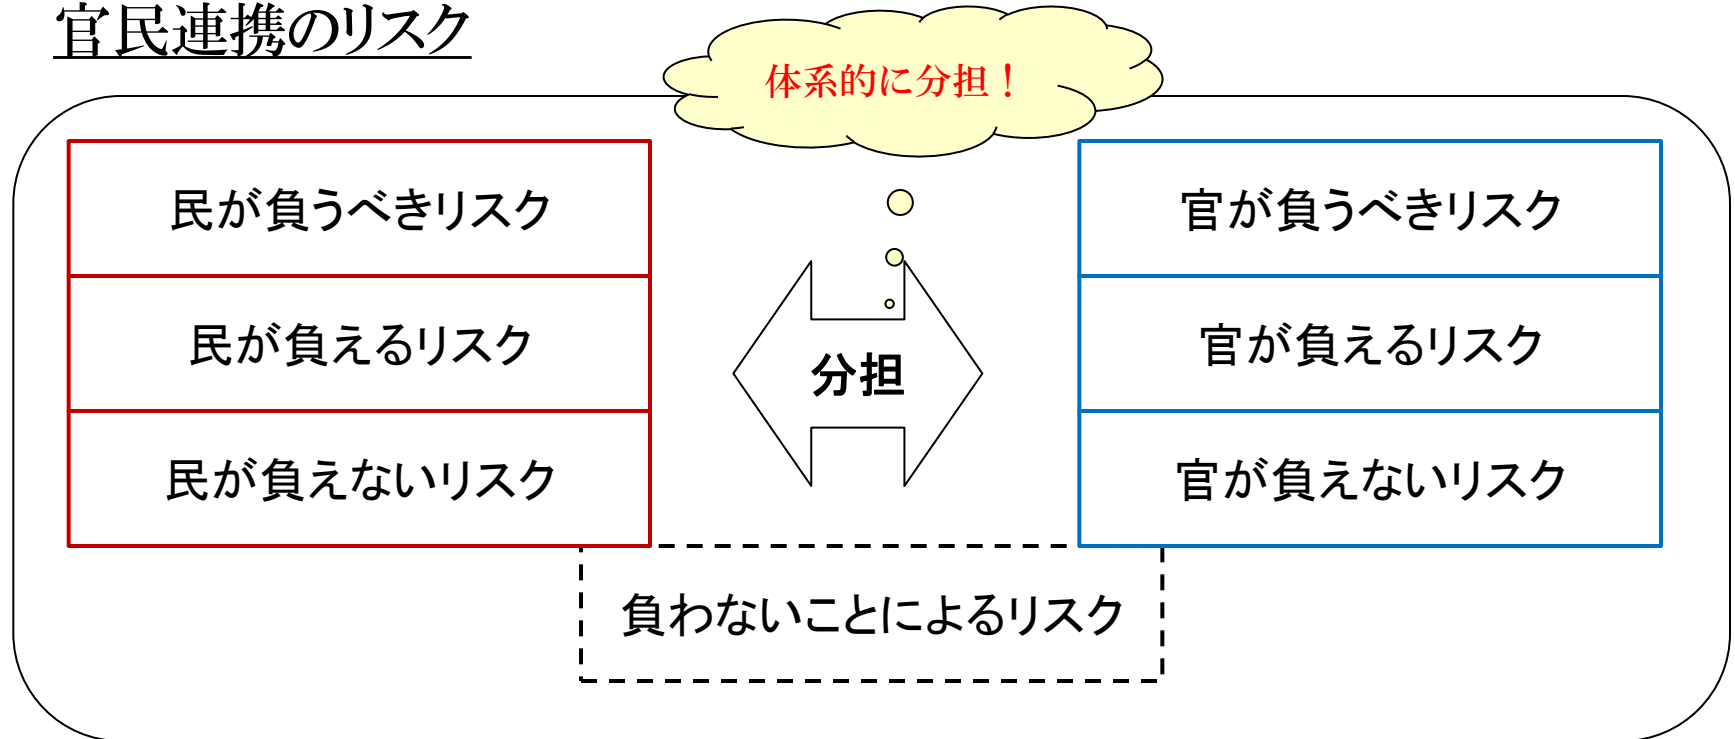 官民連携のリスク
体系的に分担！
民が負うべきリスク
民が負えるリスク
民が負えないリスク
分担
官が負うべきリスク
官が負えるリスク
官が負えないリスク
負わないことによるリスク